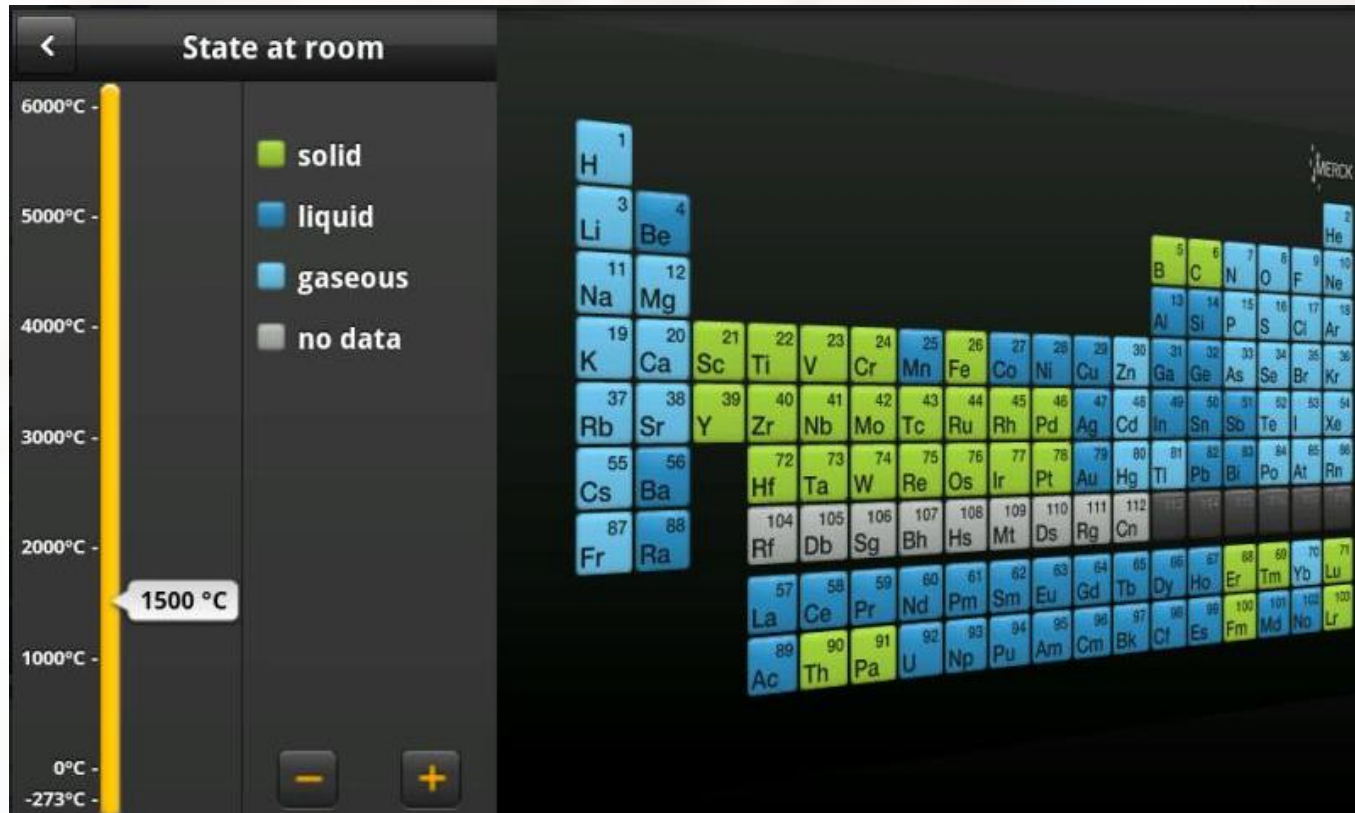 State at room
6000°C -
5000°C -
4000°C -
3000°C -
2000°C -
1000°C -
0°C -
-273°C -
1500 °C
solid
liquid
gaseous
no data
MERCK
1 H
2 He
3 Li
4 Be
5 B
6 C
7 N
8 O
9 F
10 Ne
11 Na
12 Mg
13 Al
14 Si
15 P
16 S
17 Cl
18 Ar
19 K
20 Ca
21 Sc
22 Ti
23 V
24 Cr
25 Mn
26 Fe
27 Co
28 Ni
29 Cu
30 Zn
31 Ga
32 Ge
33 As
34 Se
35 Br
36 Kr
37 Rb
38 Sr
39 Y
40 Zr
41 Nb
42 Mo
43 Tc
44 Ru
45 Rh
46 Pd
47 Ag
48 Cd
49 In
50 Sn
51 Sb
52 Te
53 I
54 Xe
55 Cs
56 Ba
72 Hf
73 Ta
74 W
75 Re
76 Os
77 Ir
78 Pt
79 Au
80 Hg
81 Tl
82 Pb
83 Bi
84 Po
85 At
86 Rn
87 Fr
88 Ra
104 Rf
105 Db
106 Sg
107 Bh
108 Hs
109 Mt
110 Ds
111 Rg
112 Cn
57 La
58 Ce
59 Pr
60 Nd
61 Pm
62 Sm
63 Eu
64 Gd
65 Tb
66 Dy
67 Ho
68 Er
69 Tm
70 Yb
71 Lu
89 Ac
90 Th
91 Pa
92 U
93 Np
94 Pu
95 Am
96 Cm
97 Bk
98 Cf
99 Es
100 Fm
101 Md
102 No
103 Lr